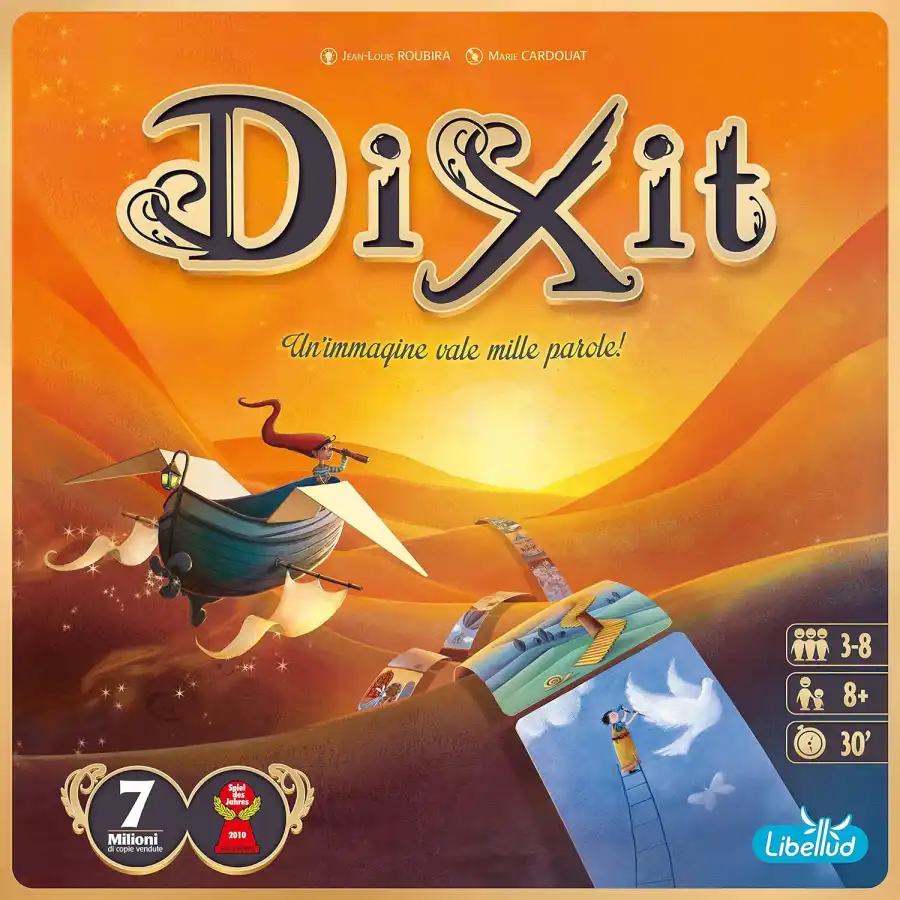 Jean-Louis ROUBIRA Marie CARDOUAT
DiXit
Un'immagine vale mille parole!
3-8
8+
30'
7
Milioni
di copie vendute
Spiel
des
Jahres
2010
Libellud